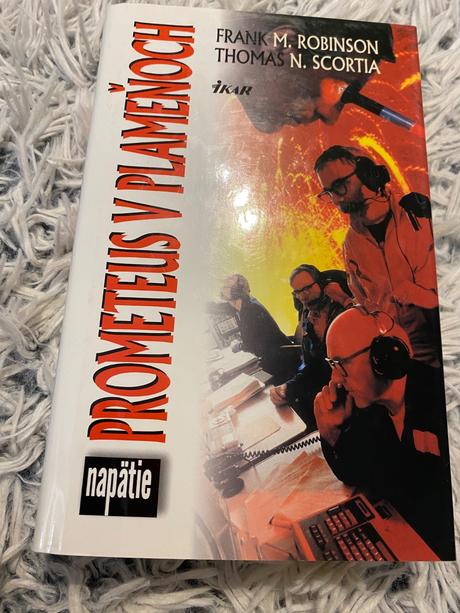 FRANK M. ROBINSON
THOMAS N. SCORTIA
IKAR
PROMETEUS V PLAMEŇOCH
napätie